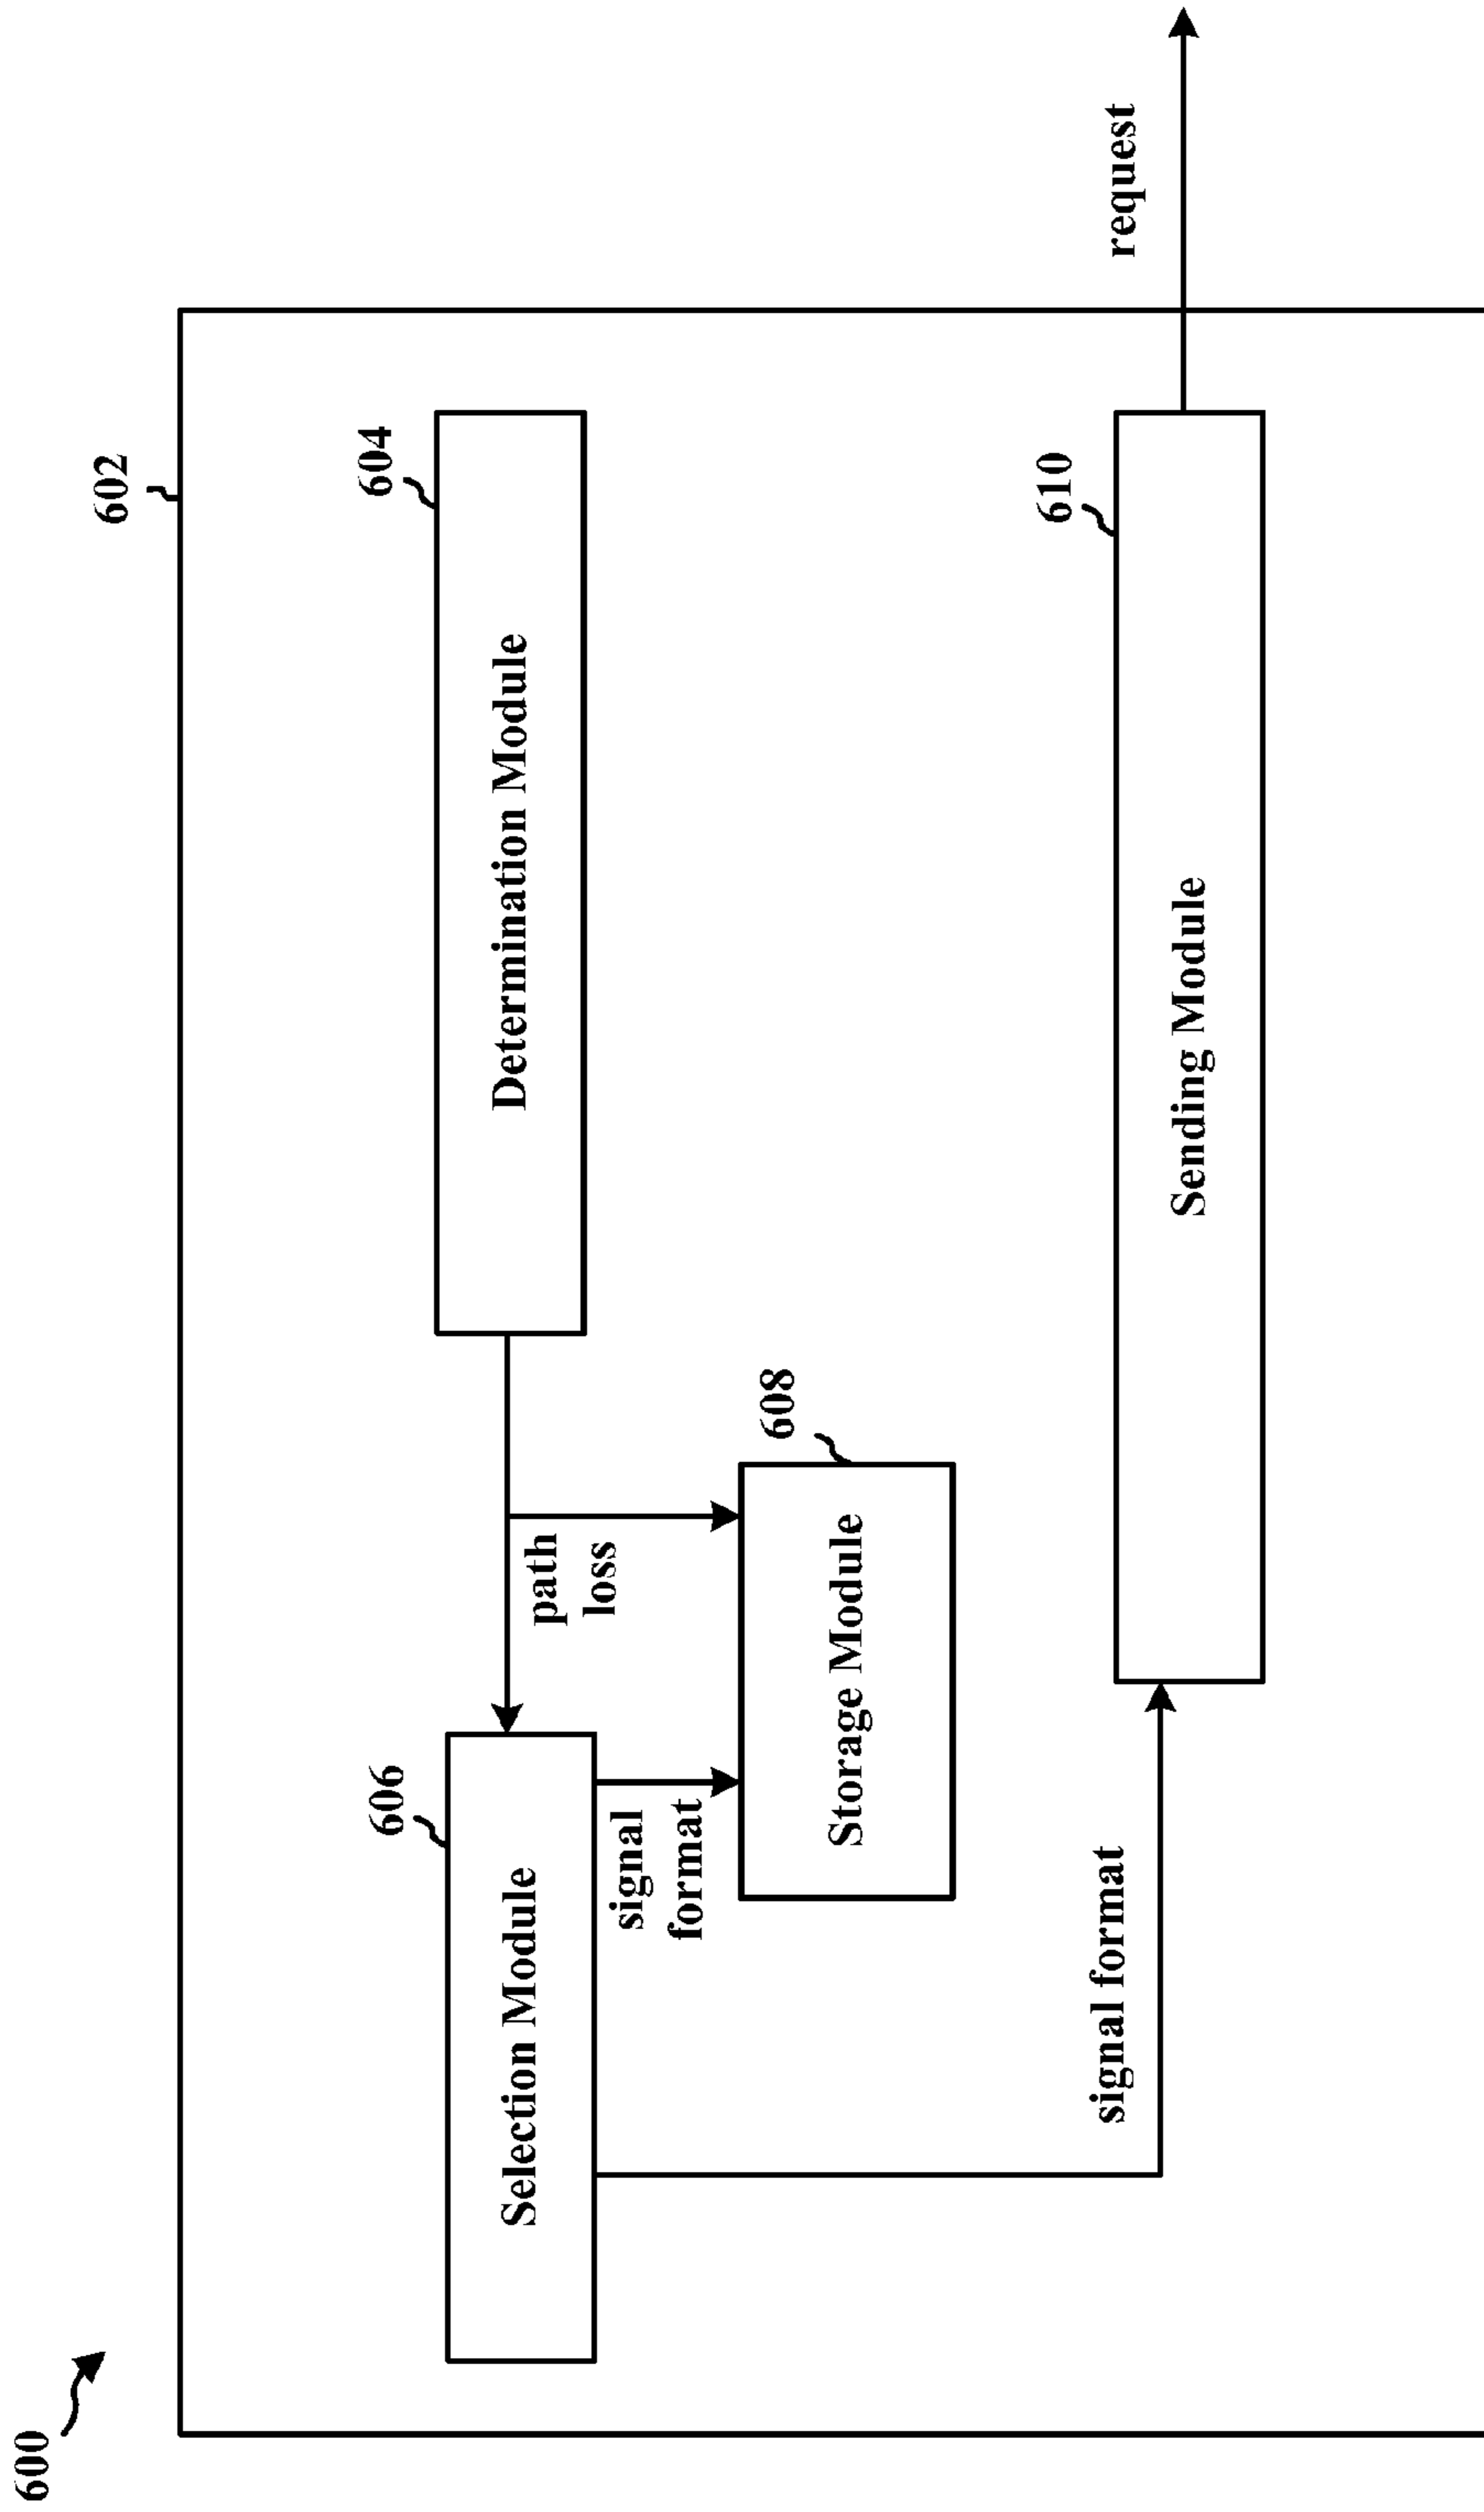 600
602
604
Determination Module
606
Selection Module
path
loss
signal
format
608
Storage Module
signal format
610
Sending Module
request